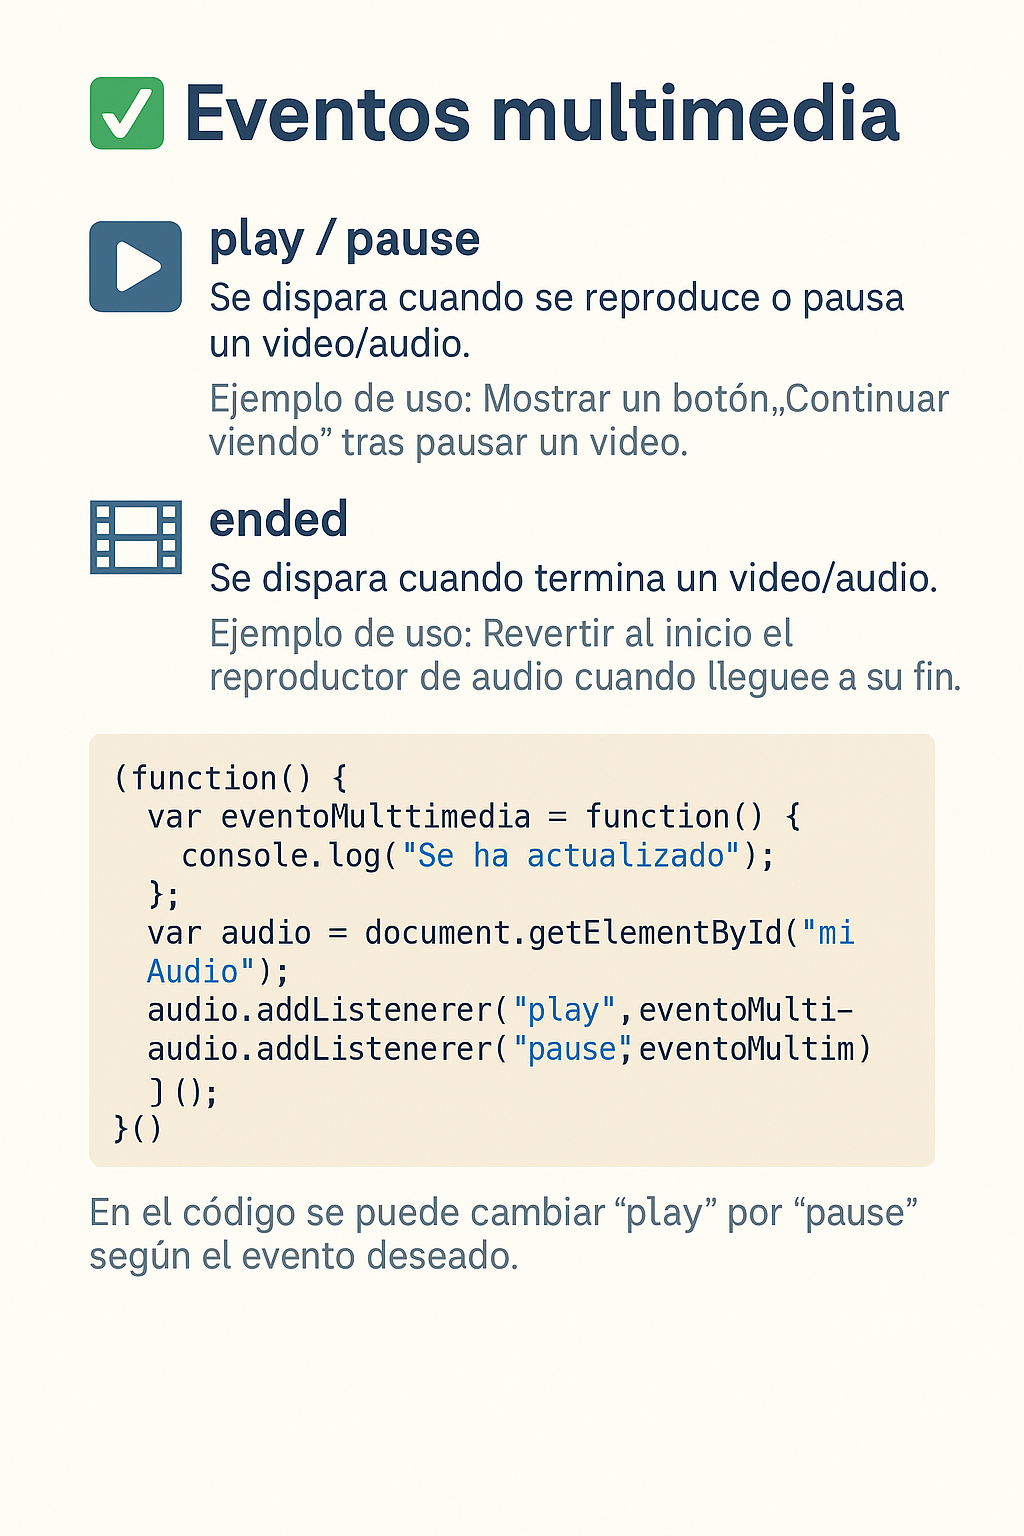 Eventos multimedia
play / pause
Se dispara cuando se reproduce o pausa
un video/audio.
Ejemplo de uso: Mostrar un botón„Continuar
viendo” tras pausar un video.
ended
Se dispara cuando termina un video/audio.
Ejemplo de uso: Revertir al inicio el
reproductor de audio cuando lleguee a su fin.
(function() {
var eventoMulttimedia = function() {
console.log("Se ha actualizado");
};
var audio = document.getElementById("mi
Audio");
audio.addListenerer("play",eventoMulti–
audio.addListenerer("pause",eventoMultim)
](); 
}()
En el código se puede cambiar “play” por “pause”
según el evento deseado.